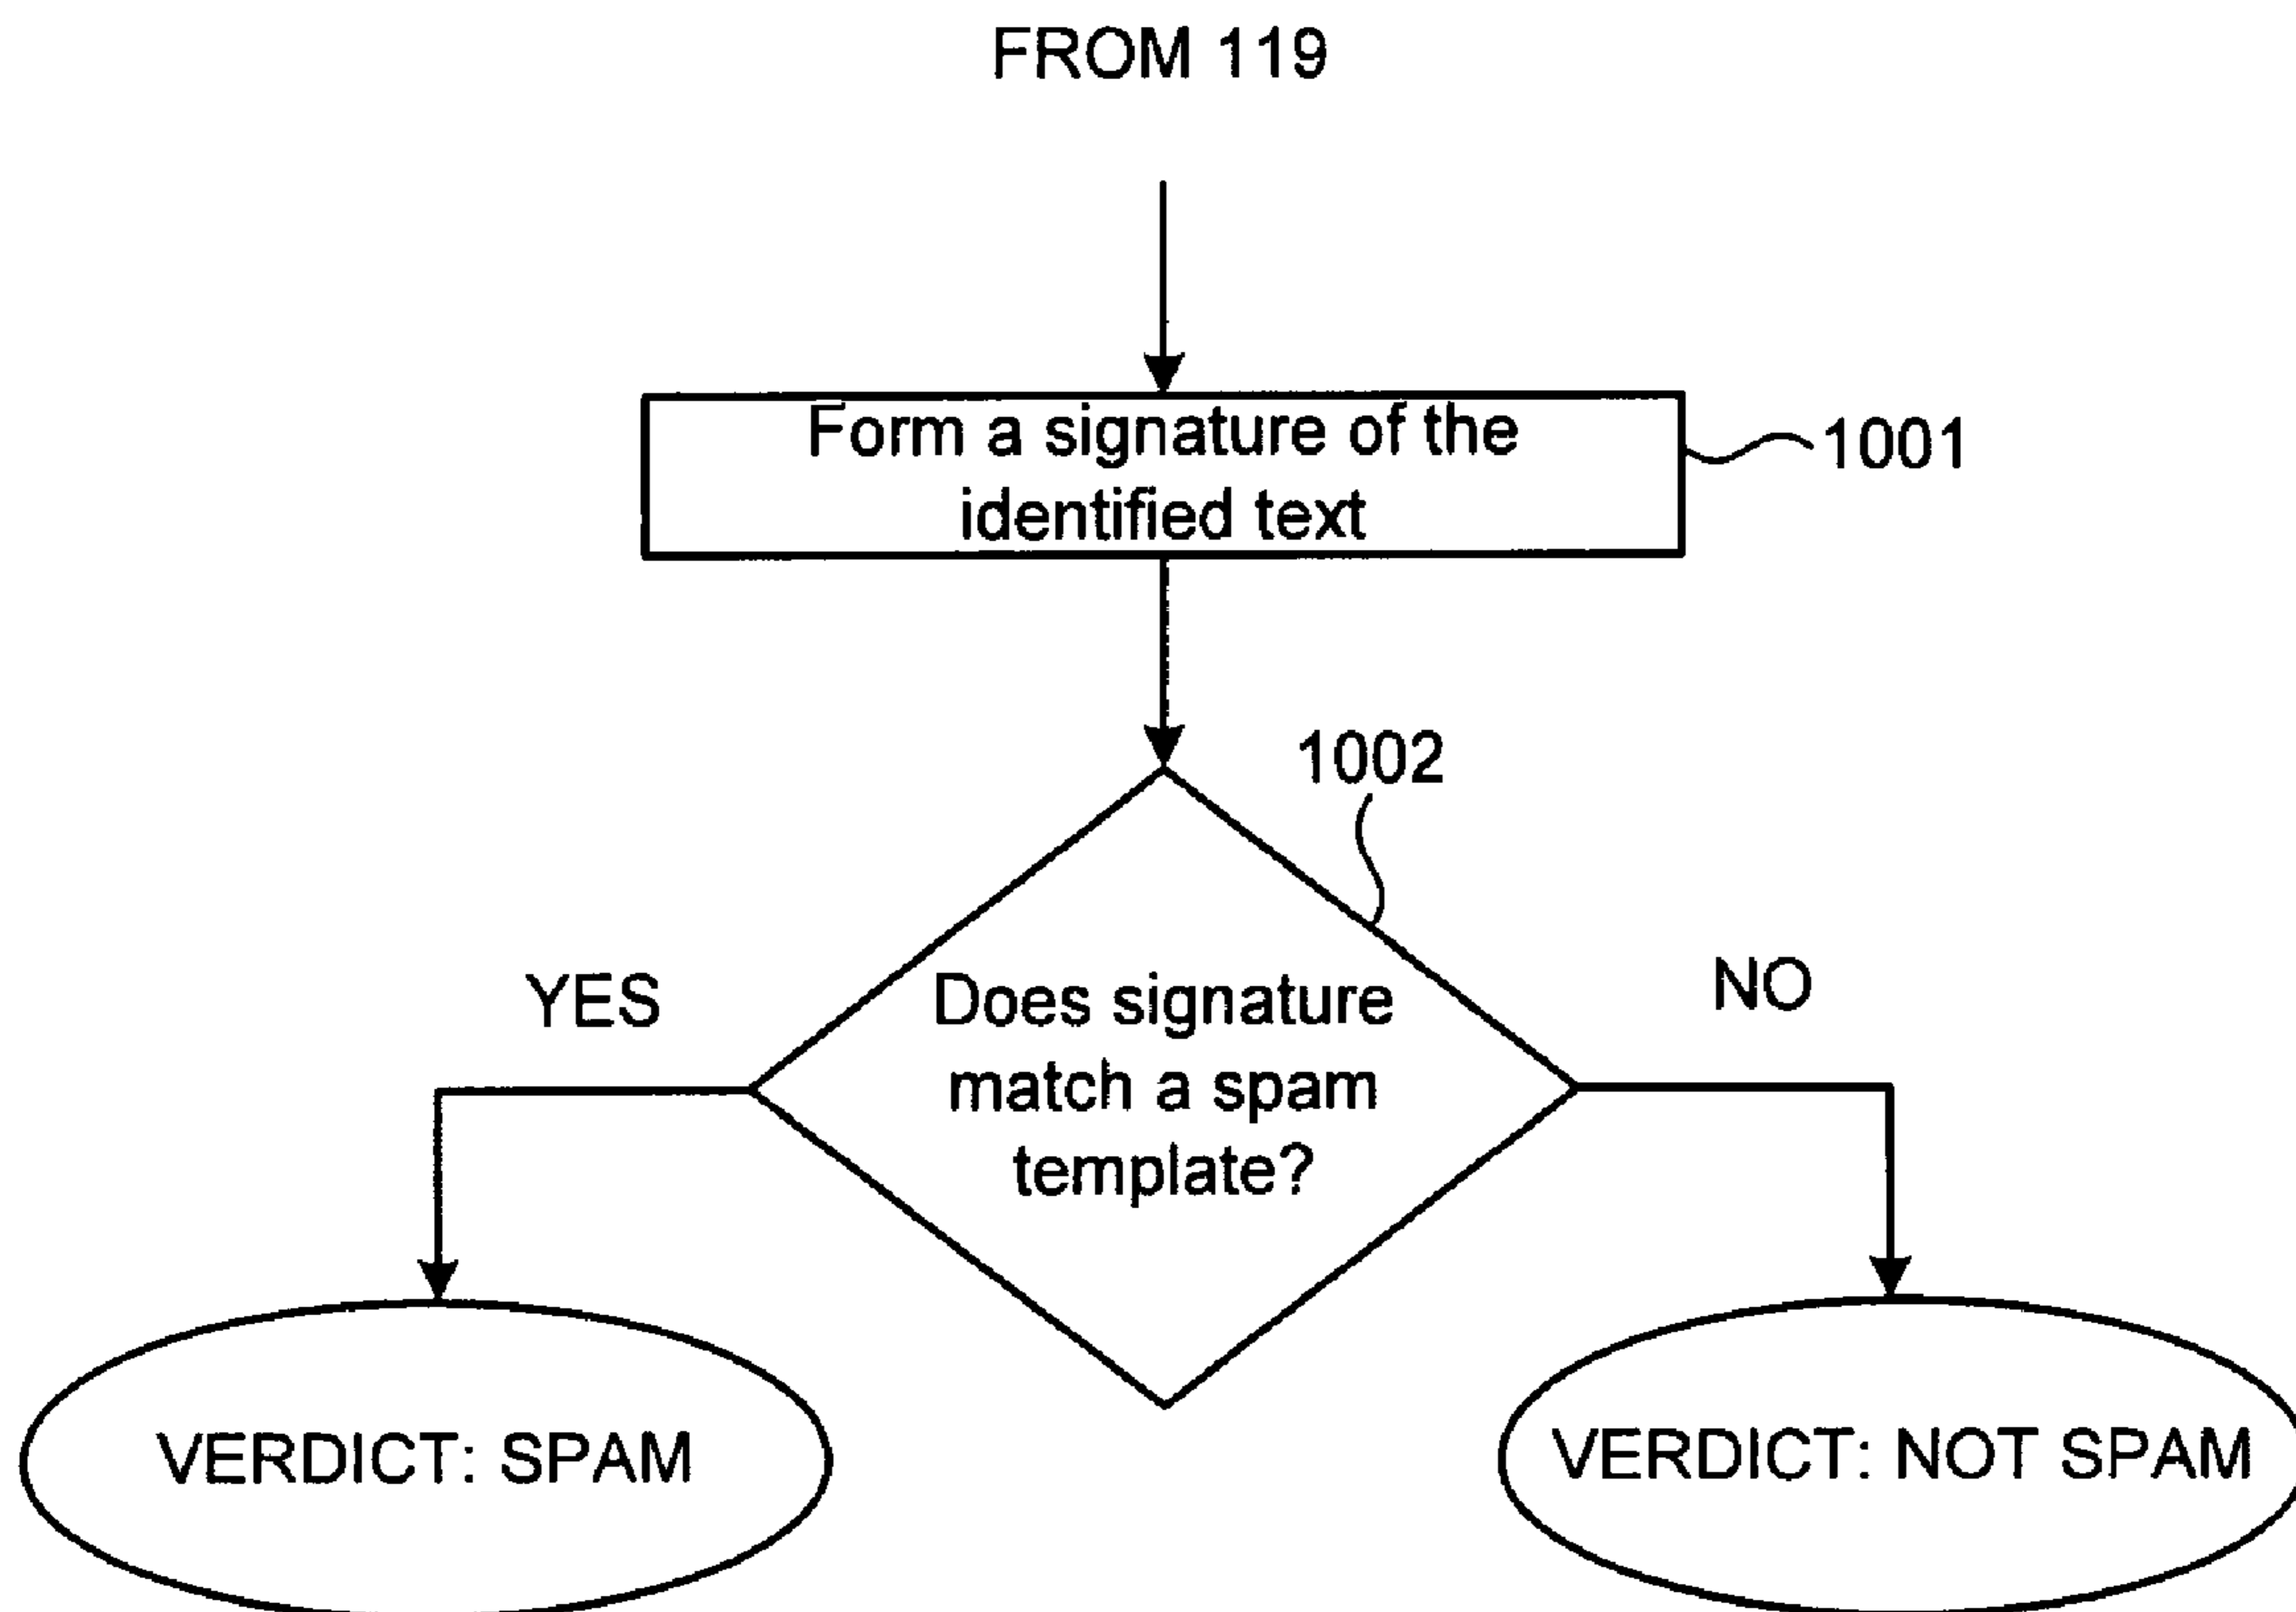 FROM 119
Form a signature of the
identified text
1001
1002
YES
NO
Does signature
match a spam
template?
VERDICT: SPAM
VERDICT: NOT SPAM